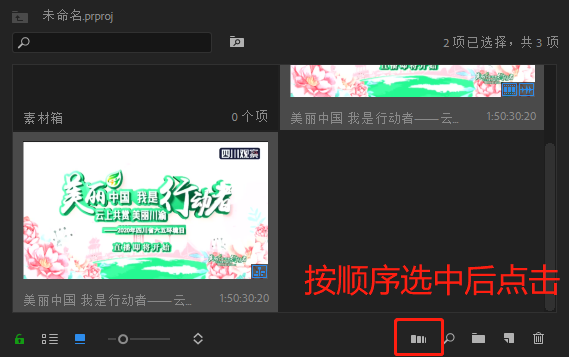 未命名.prproj
2 项已选择，共 3 项
素材箱
0 个项
美丽中国 我是行动者——云...
1:50:30:20
四川观察
美丽中国 我是行动者
云上共赏 美丽川渝
——2020年四川省六五环境日
直播即将开始
美丽中国 我是行动者——云...
1:50:30:20
按顺序选中后点击